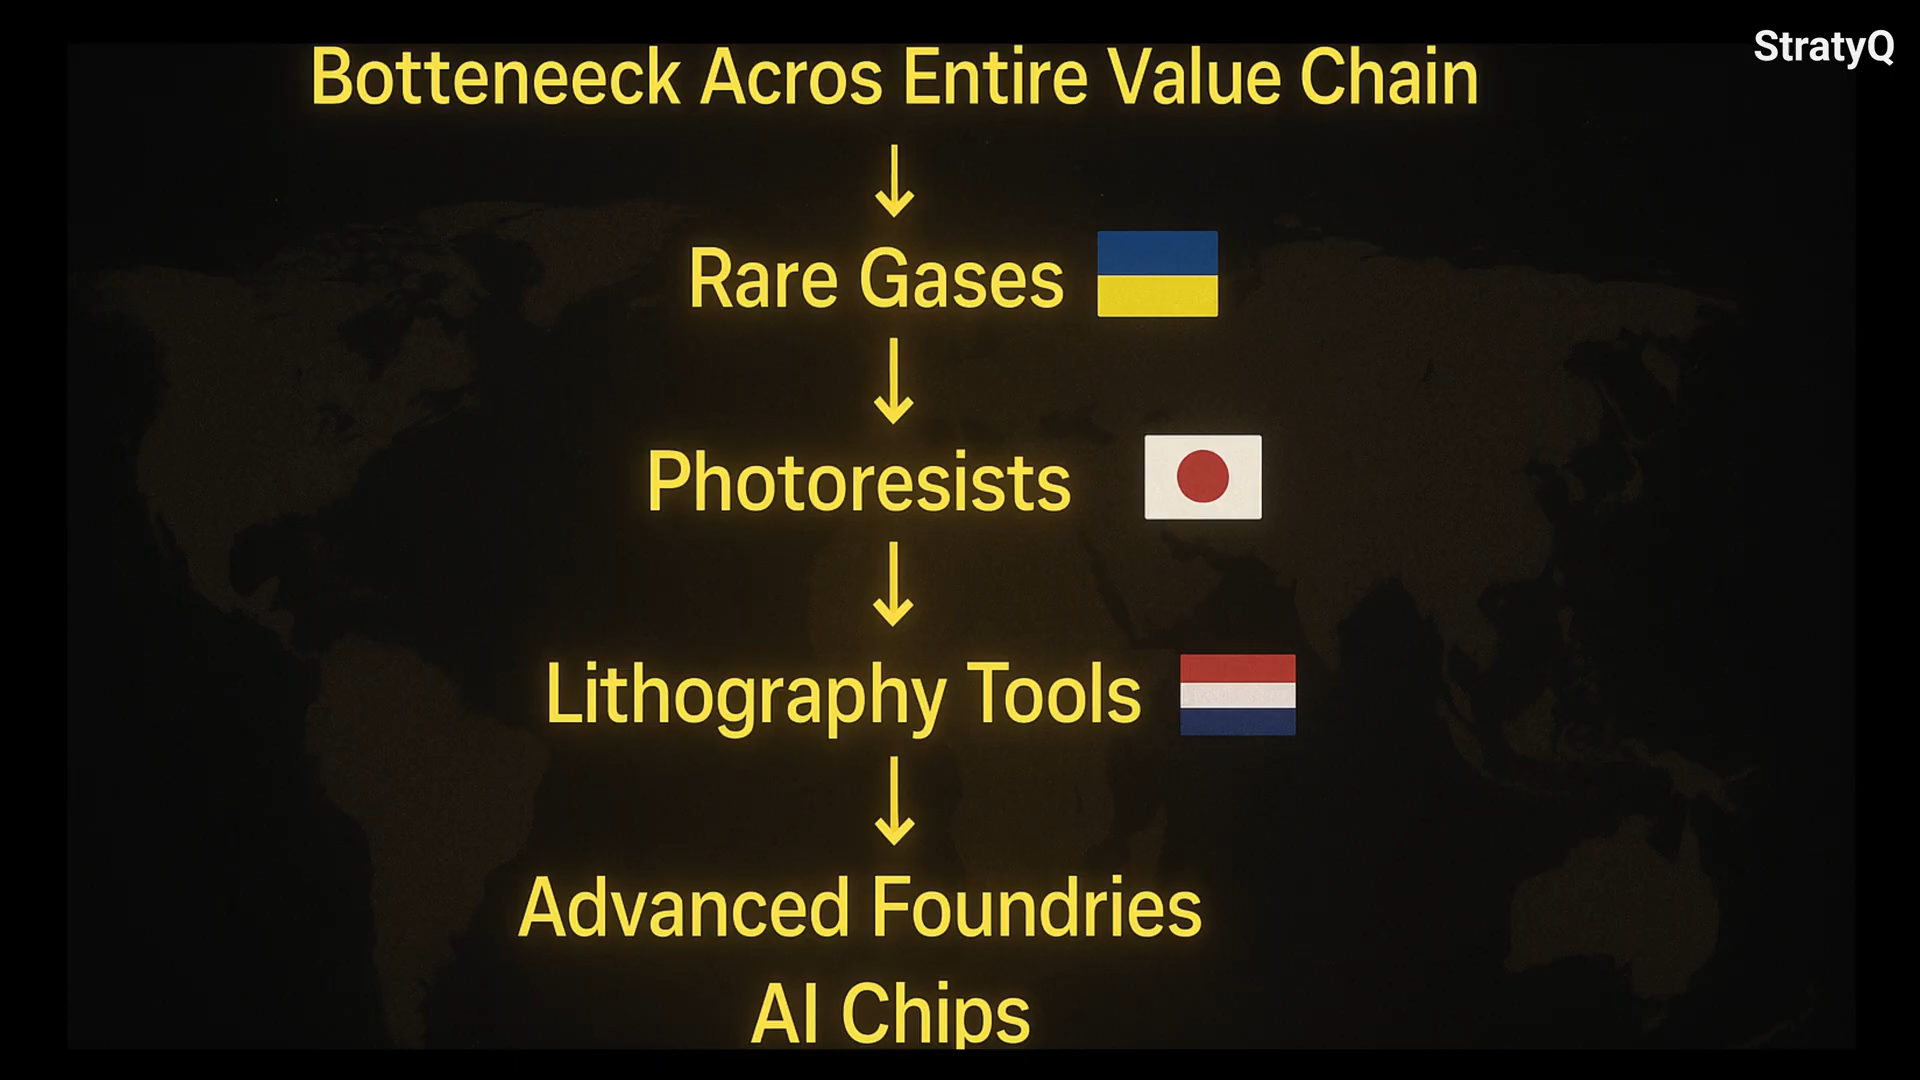 StratyQ
Botteneeck Acros Entire Value Chain
Rare Gases
Photoresists
Lithography Tools
Advanced Foundries
AI Chips